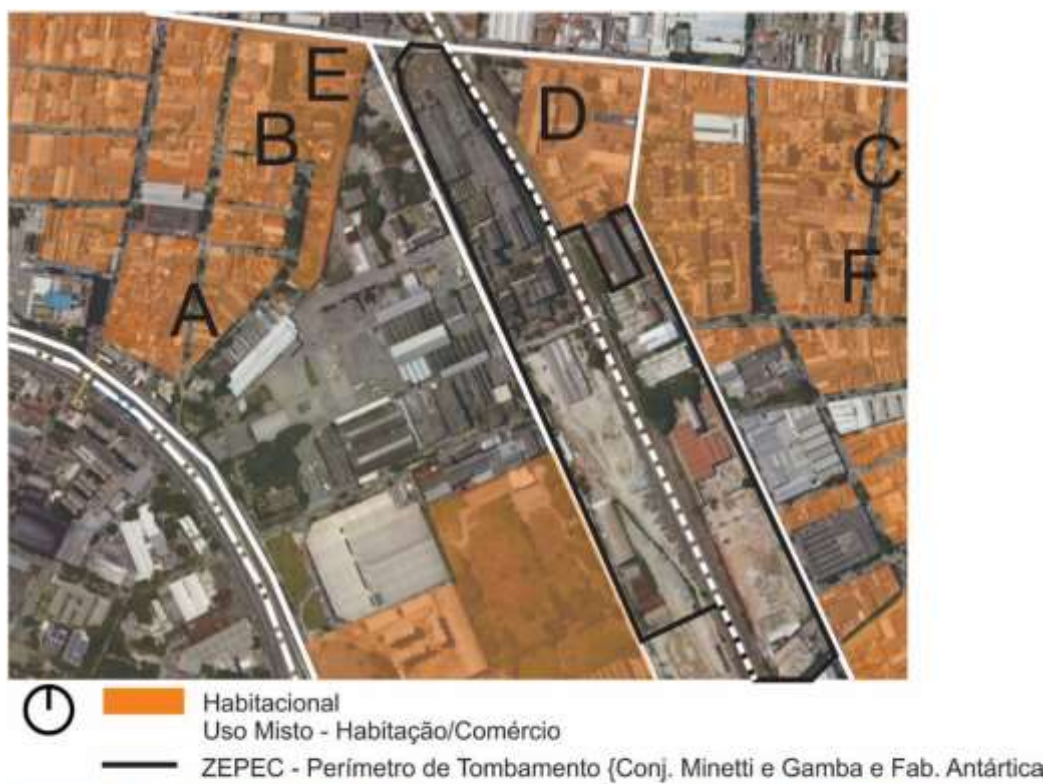 E
D
B
C
F
A
Habitacional
Uso Misto - Habitação/Comércio
ZEPEC - Perímetro de Tombamento {Conj. Minetti e Gamba e Fab. Antártica